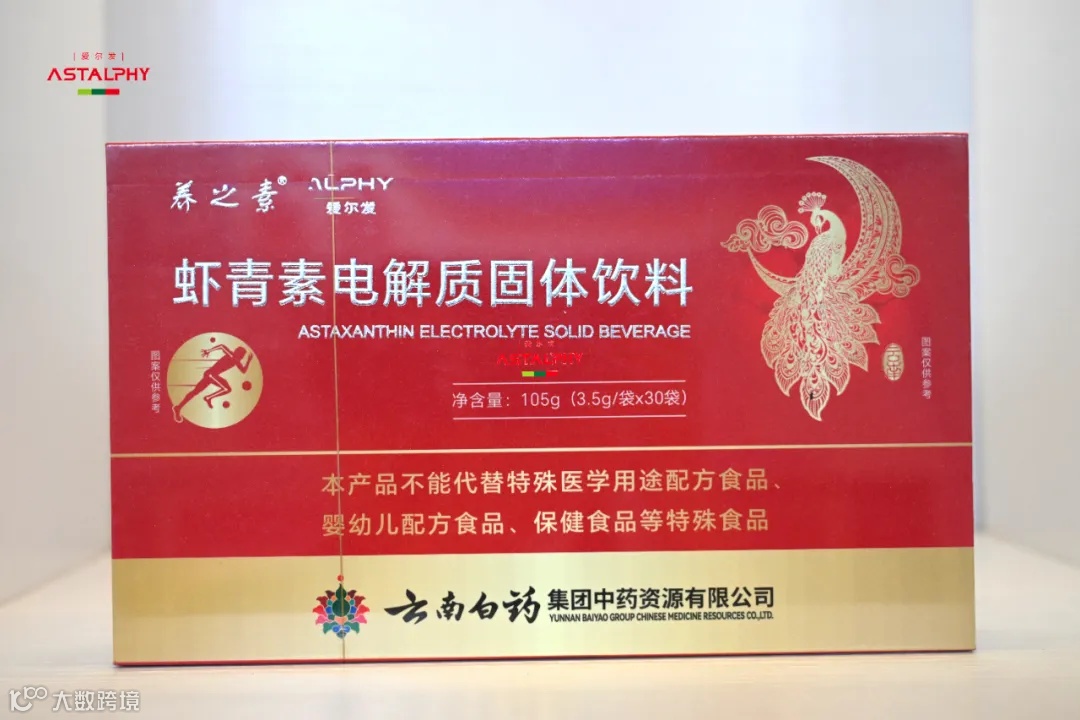 | 爱尔发 |
ASTALPHY
养之素® ALPHY
爱尔发
虾青素电解质固体饮料
ASTAXANTHIN ELECTROLYTE SOLID BEVERAGE
爱尔发
ASTALPHY
图案仅供参考
净含量：105g（3.5g/袋x30袋）
图案仅供参考
本产品不能代替特殊医学用途配方食品、
婴幼儿配方食品、保健食品等特殊食品
云南白药 集团中药资源有限公司
YUNNAN BAIYAO GROUP CHINESE MEDICINE RESOURCES CO.,LTD.
大数跨境